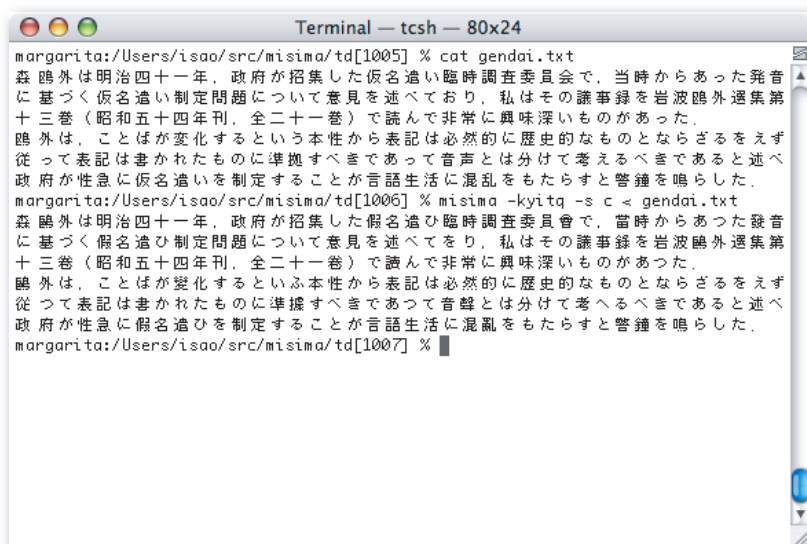 Terminal — tcsh — 80x24
margarita:/Users/isao/src/misima/td[1005] % cat gendai.txt
森 鴎外は明治四十一年，政府が招集した仮名遣い臨時調査委員会で，当時からあった発音
に 基づく仮名遣い制定問題について意見を述べており，私はその議事録を岩波鴎外選集第
十 三巻（昭和五十四年刊，全二十一巻）で読んで非常に興味深いものがあった．
鴎 外は，ことばが変化するという本性から表記は必然的に歴史的なものとならざるをえず
従 って表記は書かれたものに準拠すべきであって音声とは分けて考えるべきであると述べ
政 府が性急に仮名遣いを制定することが言語生活に混乱をもたらすと警鐘を鳴らした．
margarita:/Users/isao/src/misima/td[1006] % misima -kyitq -s c < gendai.txt
森 鷗外は明治四十一年，政府が招集した假名遣ひ臨時調査委員會で，當時からあつた發音
に 基づく假名遣ひ制定問題について意見を述べてをり，私はその議事錄を岩波鷗外選集第
十 三卷（昭和五十四年刊，全二十一卷）で讀んで非常に興味深いものがあつた．
鷗 外は，ことばが變化するといふ本性から表記は必然的に歷史的なものとならざるをえず
從 つて表記は書かれたものに準據すべきであつて音聲とは分けて考へるべきであると述べ
政 府が性急に假名遣ひを制定することが言語生活に混亂をもたらすと警鐘を鳴らした．
margarita:/Users/isao/src/misima/td[1007] %